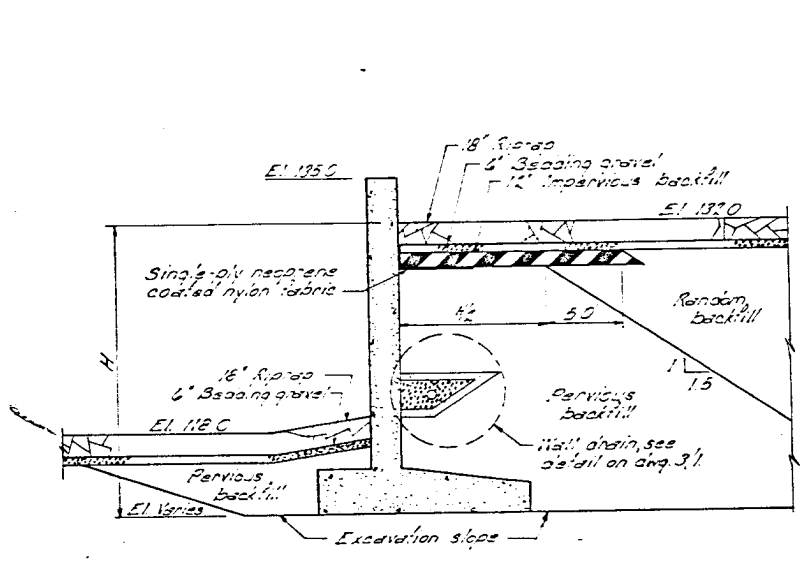 18" Riprap
6" Bedding gravel
12" Impervious backfill
El. 135.0
El. 132.0
Single-ply neoprene
coated nylon fabric
Random
backfill
H/2
5.0
H
1
1.5
18" Riprap
6" Bedding gravel
El. 118.0
Pervious
backfill
Wall drain, see
detail on dwg. 3/1.
Pervious
backfill
El. Varies
Excavation slope